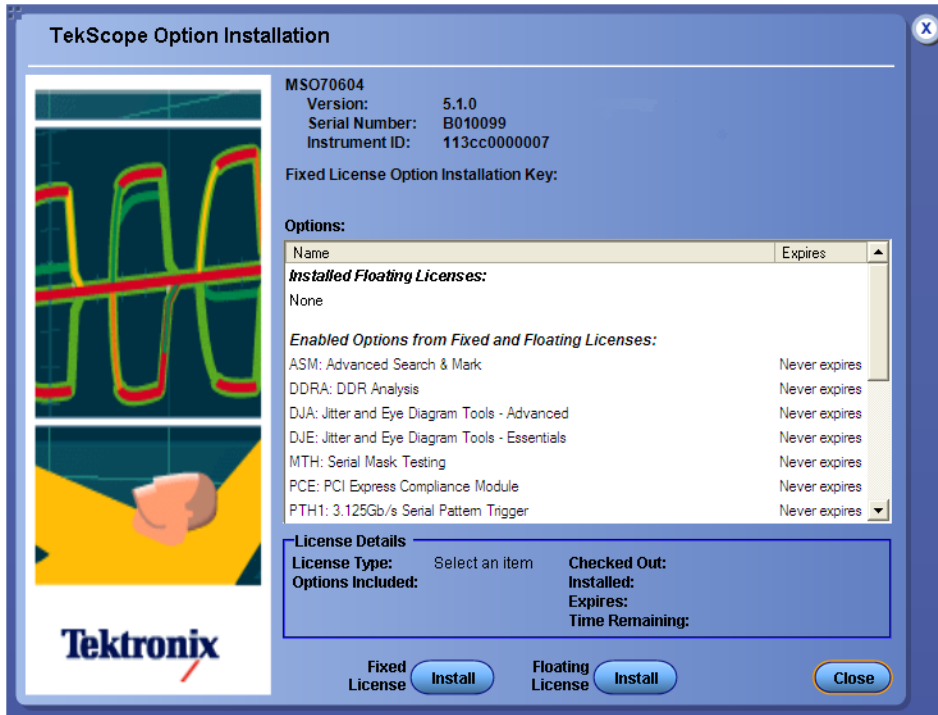 TekScope Option Installation
X
MSO70604
Version: 5.1.0
Serial Number: B010099
Instrument ID: 113cc0000007
Fixed License Option Installation Key:
Options:
Name Expires
Installed Floating Licenses:
None
Enabled Options from Fixed and Floating Licenses:
ASM: Advanced Search & Mark Never expires
DDRA: DDR Analysis Never expires
DJA: Jitter and Eye Diagram Tools - Advanced Never expires
DJE: Jitter and Eye Diagram Tools - Essentials Never expires
MTH: Serial Mask Testing Never expires
PCE: PCI Express Compliance Module Never expires
PTH1: 3.125Gb/s Serial Pattern Trigger Never expires
License Details
License Type: Select an item Checked Out:
Options Included: Installed:
Expires:
Time Remaining:
Tektronix
Fixed License Install Floating License Install Close